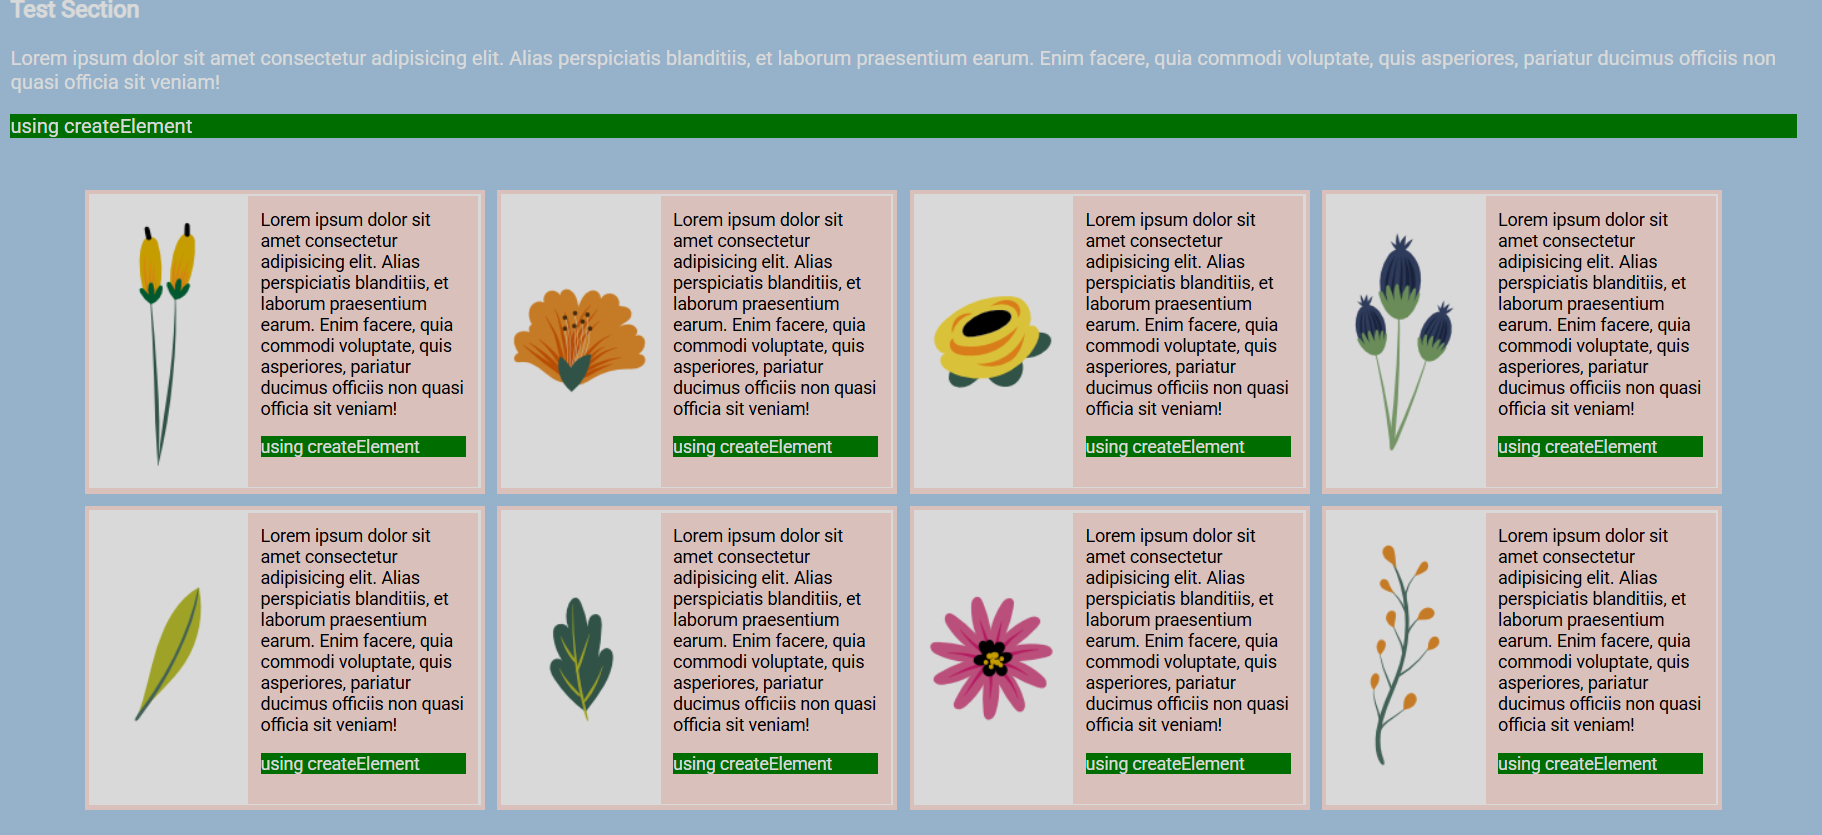 Test Section
Lorem ipsum dolor sit amet consectetur adipisicing elit. Alias perspiciatis blanditiis, et laborum praesentium earum. Enim facere, quia commodi voluptate, quis asperiores, pariatur ducimus officiis non
quasi officia sit veniam!
using createElement
Lorem ipsum dolor sit
amet consectetur
adipisicing elit. Alias
perspiciatis blanditiis, et
laborum praesentium
earum. Enim facere, quia
commodi voluptate, quis
asperiores, pariatur
ducimus officiis non quasi
officia sit veniam!
using createElement
Lorem ipsum dolor sit
amet consectetur
adipisicing elit. Alias
perspiciatis blanditiis, et
laborum praesentium
earum. Enim facere, quia
commodi voluptate, quis
asperiores, pariatur
ducimus officiis non quasi
officia sit veniam!
using createElement
Lorem ipsum dolor sit
amet consectetur
adipisicing elit. Alias
perspiciatis blanditiis, et
laborum praesentium
earum. Enim facere, quia
commodi voluptate, quis
asperiores, pariatur
ducimus officiis non quasi
officia sit veniam!
using createElement
Lorem ipsum dolor sit
amet consectetur
adipisicing elit. Alias
perspiciatis blanditiis, et
laborum praesentium
earum. Enim facere, quia
commodi voluptate, quis
asperiores, pariatur
ducimus officiis non quasi
officia sit veniam!
using createElement
Lorem ipsum dolor sit
amet consectetur
adipisicing elit. Alias
perspiciatis blanditiis, et
laborum praesentium
earum. Enim facere, quia
commodi voluptate, quis
asperiores, pariatur
ducimus officiis non quasi
officia sit veniam!
using createElement
Lorem ipsum dolor sit
amet consectetur
adipisicing elit. Alias
perspiciatis blanditiis, et
laborum praesentium
earum. Enim facere, quia
commodi voluptate, quis
asperiores, pariatur
ducimus officiis non quasi
officia sit veniam!
using createElement
Lorem ipsum dolor sit
amet consectetur
adipisicing elit. Alias
perspiciatis blanditiis, et
laborum praesentium
earum. Enim facere, quia
commodi voluptate, quis
asperiores, pariatur
ducimus officiis non quasi
officia sit veniam!
using createElement
Lorem ipsum dolor sit
amet consectetur
adipisicing elit. Alias
perspiciatis blanditiis, et
laborum praesentium
earum. Enim facere, quia
commodi voluptate, quis
asperiores, pariatur
ducimus officiis non quasi
officia sit veniam!
using createElement